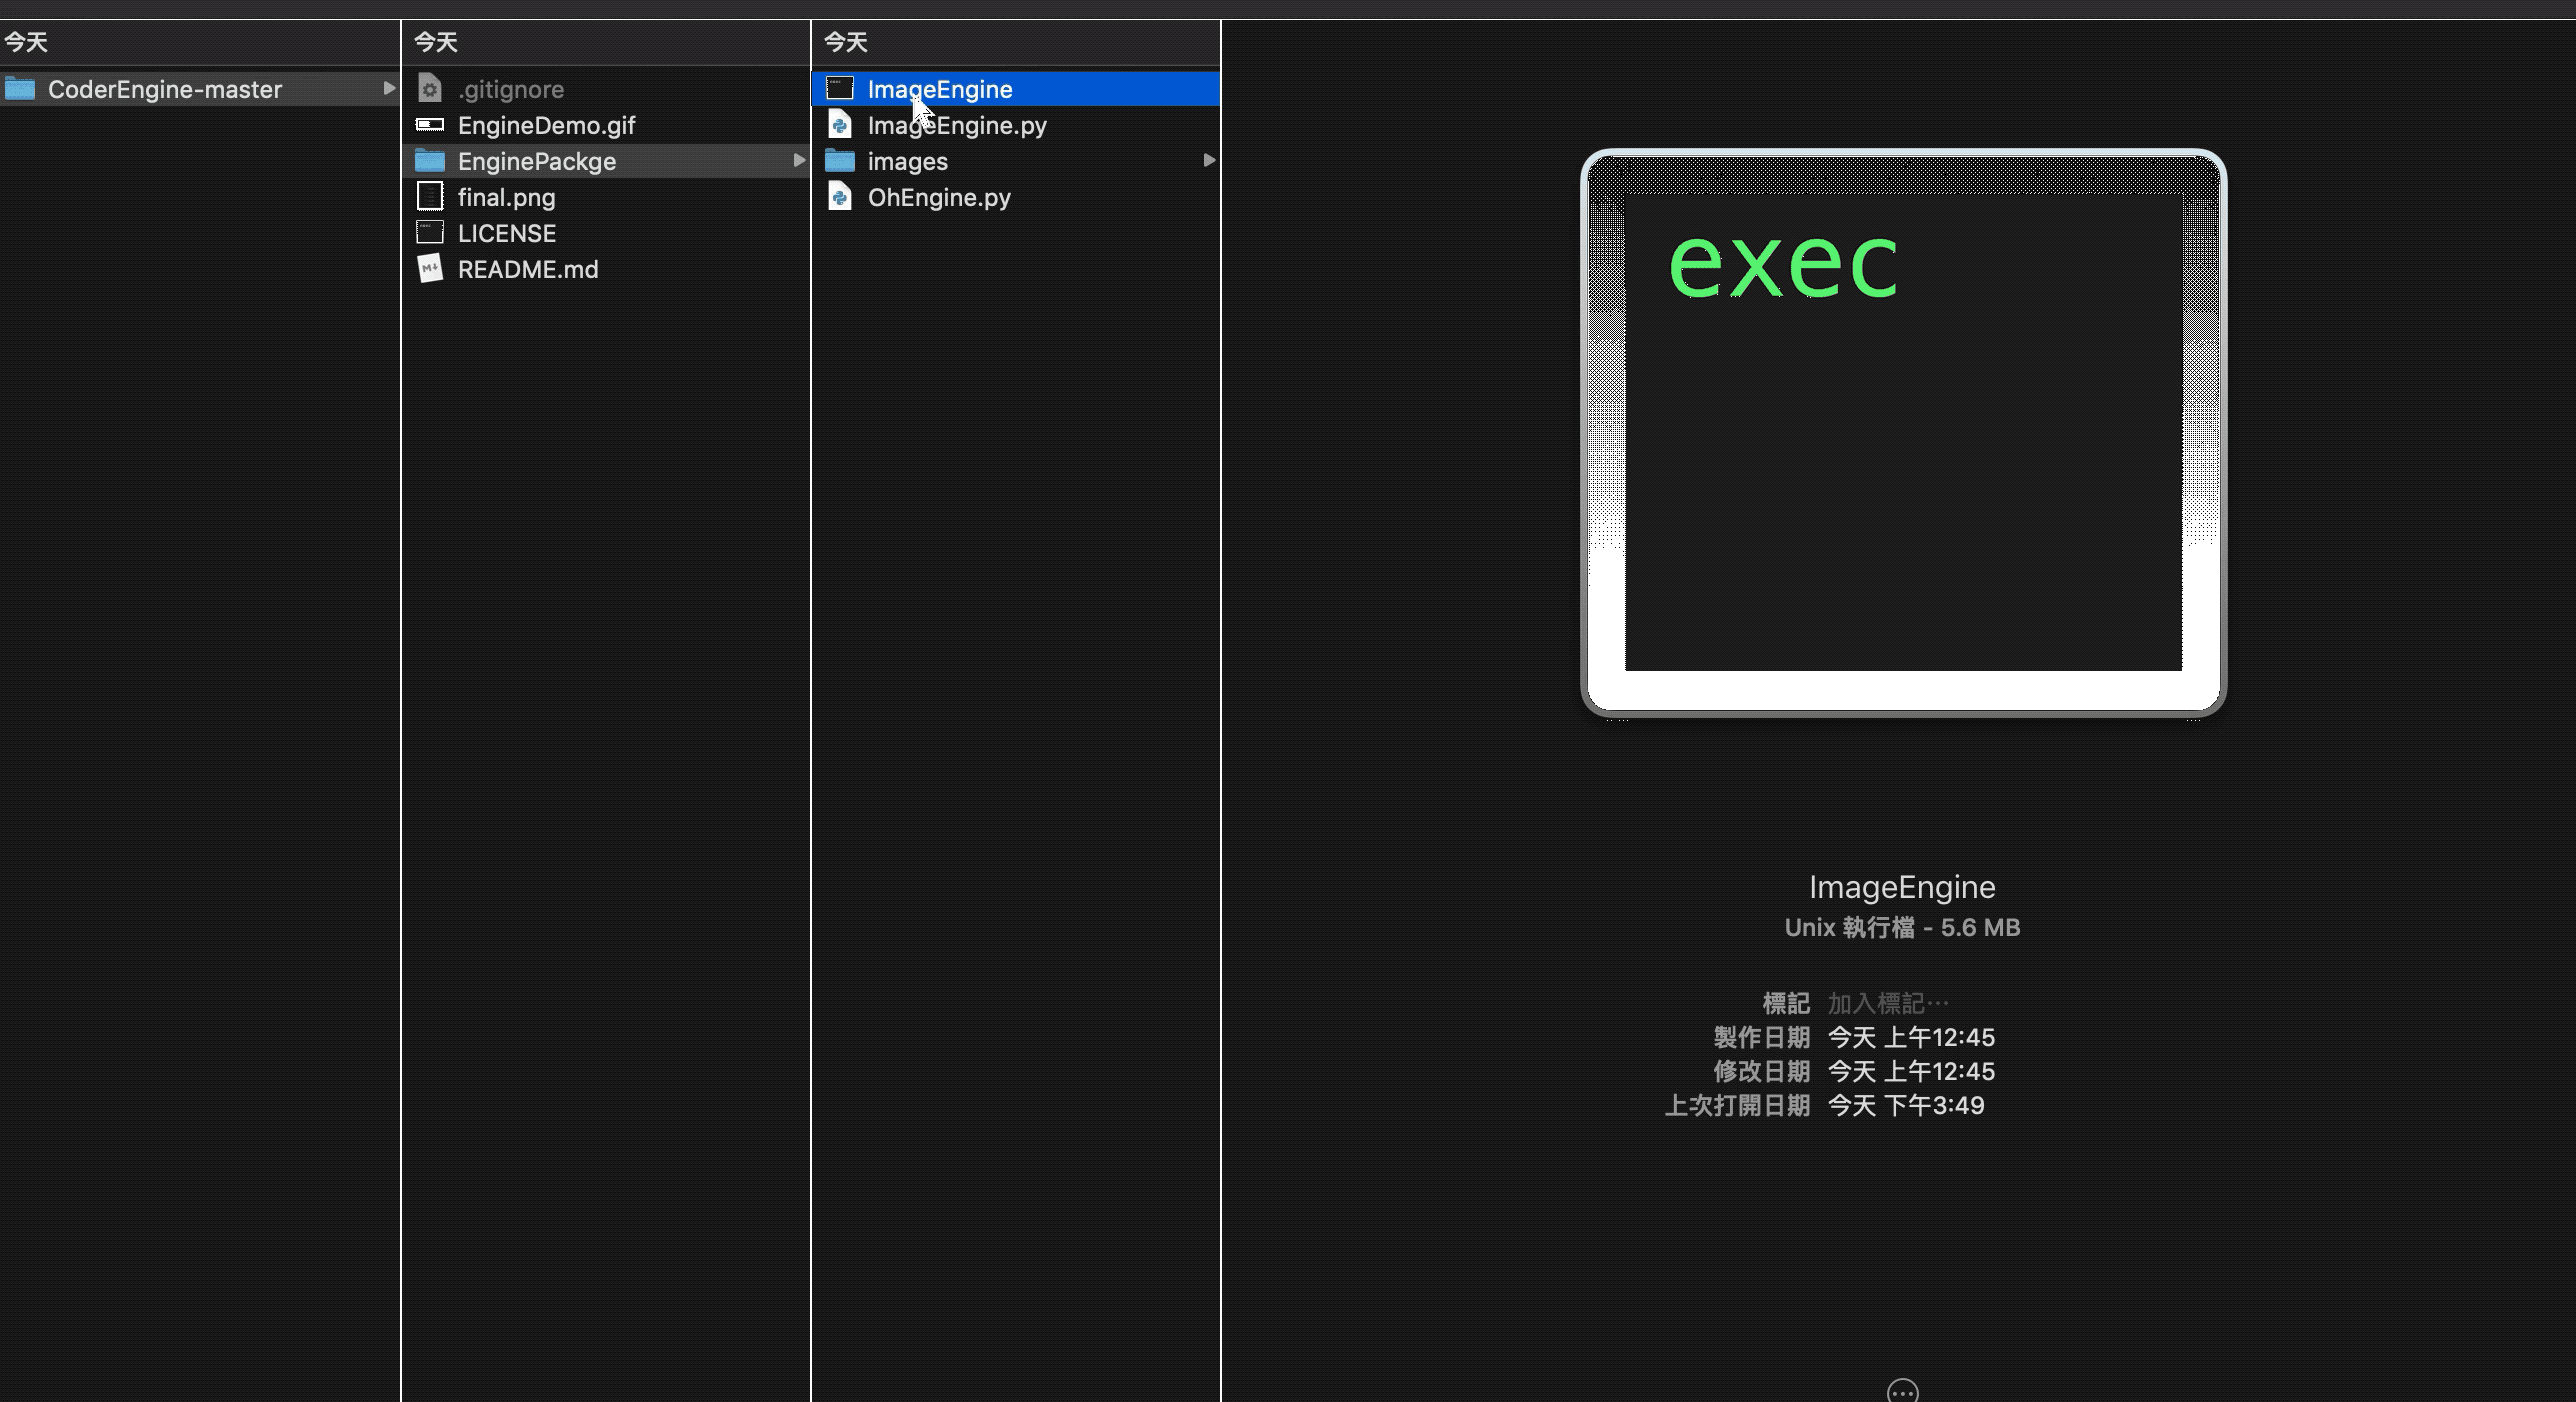 今天
CoderEngine-master
今天
.gitignore
EngineDemo.gif
EnginePackge
final.png
LICENSE
README.md
今天
ImageEngine
ImageEngine.py
images
OhEngine.py
exec
ImageEngine
Unix 執行檔 - 5.6 MB
標記 加入標記⋯
製作日期 今天 上午12:45
修改日期 今天 上午12:45
上次打開日期 今天 下午3:49